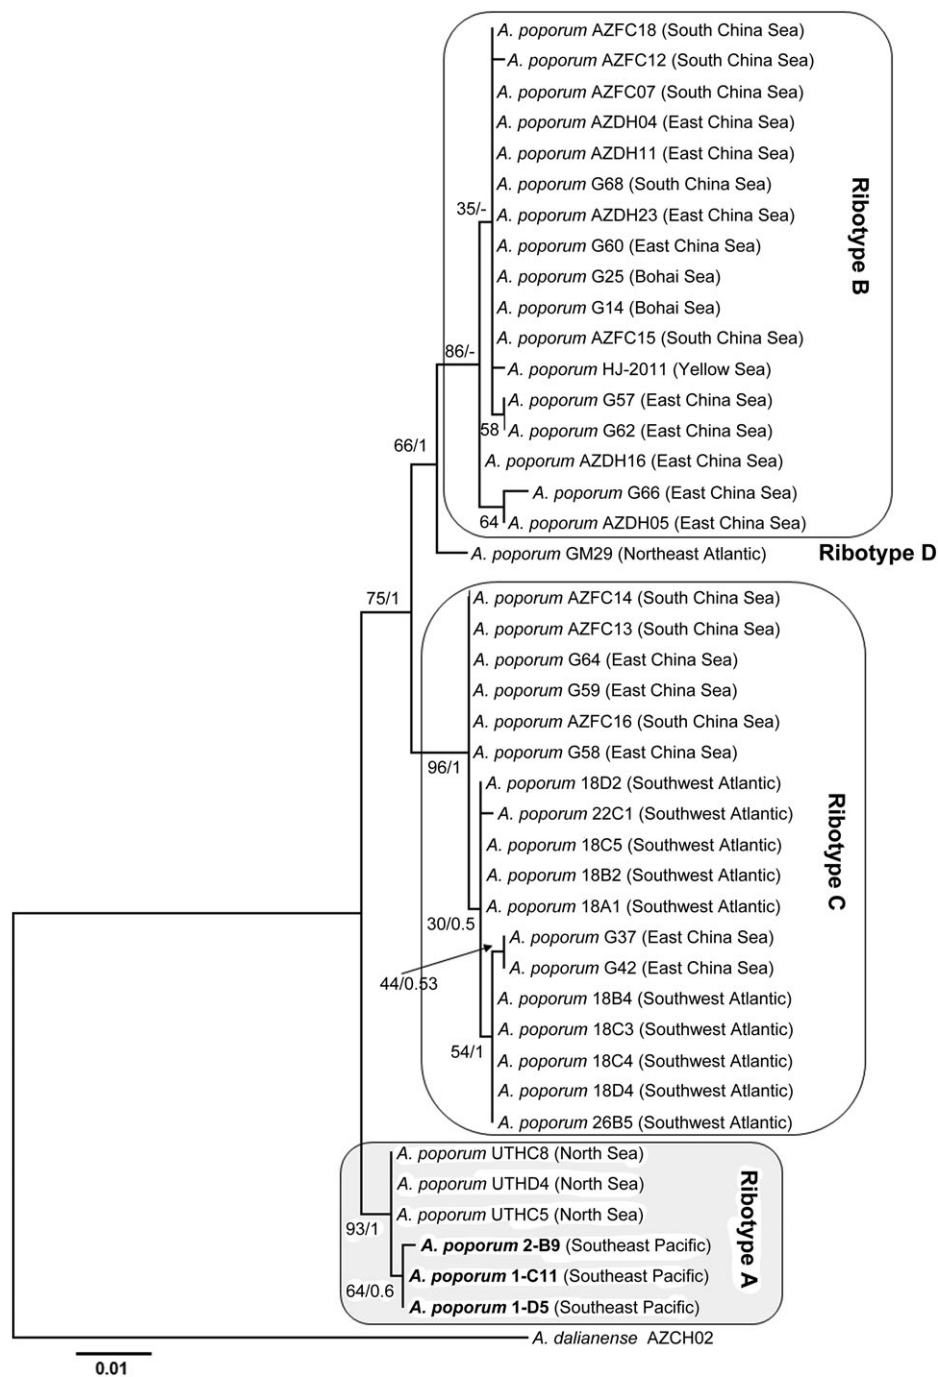 A. poporum AZFC18 (South China Sea)
A. poporum AZFC12 (South China Sea)
A. poporum AZFC07 (South China Sea)
A. poporum AZDH04 (East China Sea)
A. poporum AZDH11 (East China Sea)
A. poporum G68 (South China Sea)
35/-
A. poporum AZDH23 (East China Sea)
A. poporum G60 (East China Sea)
A. poporum G25 (Bohai Sea)
A. poporum G14 (Bohai Sea)
A. poporum AZFC15 (South China Sea)
86/-
A. poporum HJ-2011 (Yellow Sea)
A. poporum G57 (East China Sea)
58
A. poporum G62 (East China Sea)
66/1
A. poporum AZDH16 (East China Sea)
A. poporum G66 (East China Sea)
64
A. poporum AZDH05 (East China Sea)
Ribotype B
A. poporum GM29 (Northeast Atlantic)
Ribotype D
75/1
A. poporum AZFC14 (South China Sea)
A. poporum AZFC13 (South China Sea)
A. poporum G64 (East China Sea)
A. poporum G59 (East China Sea)
A. poporum AZFC16 (South China Sea)
A. poporum G58 (East China Sea)
96/1
A. poporum 18D2 (Southwest Atlantic)
A. poporum 22C1 (Southwest Atlantic)
A. poporum 18C5 (Southwest Atlantic)
A. poporum 18B2 (Southwest Atlantic)
A. poporum 18A1 (Southwest Atlantic)
30/0.5
A. poporum G37 (East China Sea)
A. poporum G42 (East China Sea)
44/0.53
A. poporum 18B4 (Southwest Atlantic)
A. poporum 18C3 (Southwest Atlantic)
54/1
A. poporum 18C4 (Southwest Atlantic)
A. poporum 18D4 (Southwest Atlantic)
A. poporum 26B5 (Southwest Atlantic)
Ribotype C
A. poporum UTHC8 (North Sea)
A. poporum UTHD4 (North Sea)
A. poporum UTHC5 (North Sea)
93/1
A. poporum 2-B9 (Southeast Pacific)
A. poporum 1-C11 (Southeast Pacific)
64/0.6
A. poporum 1-D5 (Southeast Pacific)
Ribotype A
A. dalianense AZCH02
0.01